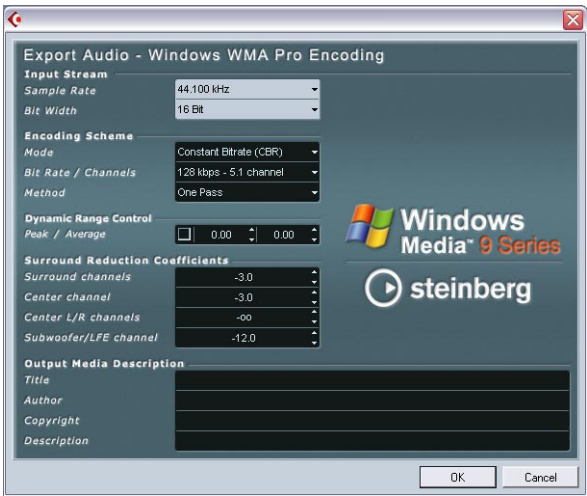 Export Audio - Windows WMA Pro Encoding
Input Stream
Sample Rate 44.100 kHz
Bit Width 16 Bit
Encoding Scheme
Mode Constant Bitrate (CBR)
Bit Rate / Channels 128 kbps - 5.1 channel
Method One Pass
Dynamic Range Control
Peak / Average 0.00 0.00
Windows
Media™ 9 Series
Surround Reduction Coefficients
Surround channels -3.0
Center channel -3.0
steinberg
Center L/R channels -oo
Subwoofer/LFE channel -12.0
Output Media Description
Title
Author
Copyright
Description
OK Cancel